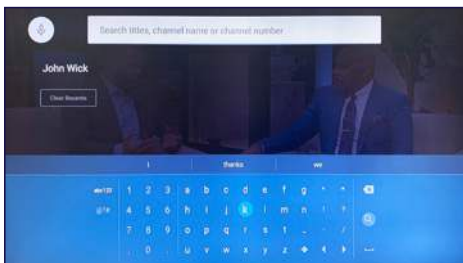 Search titles, channel name or channel number
John Wick
Clear Recents
I thanks we
abc123 1 2 3 a b c d e f g
4 5 6 h i j k l m n ! ?
7 8 9 o p q r s t - . /
0 u v w x y z